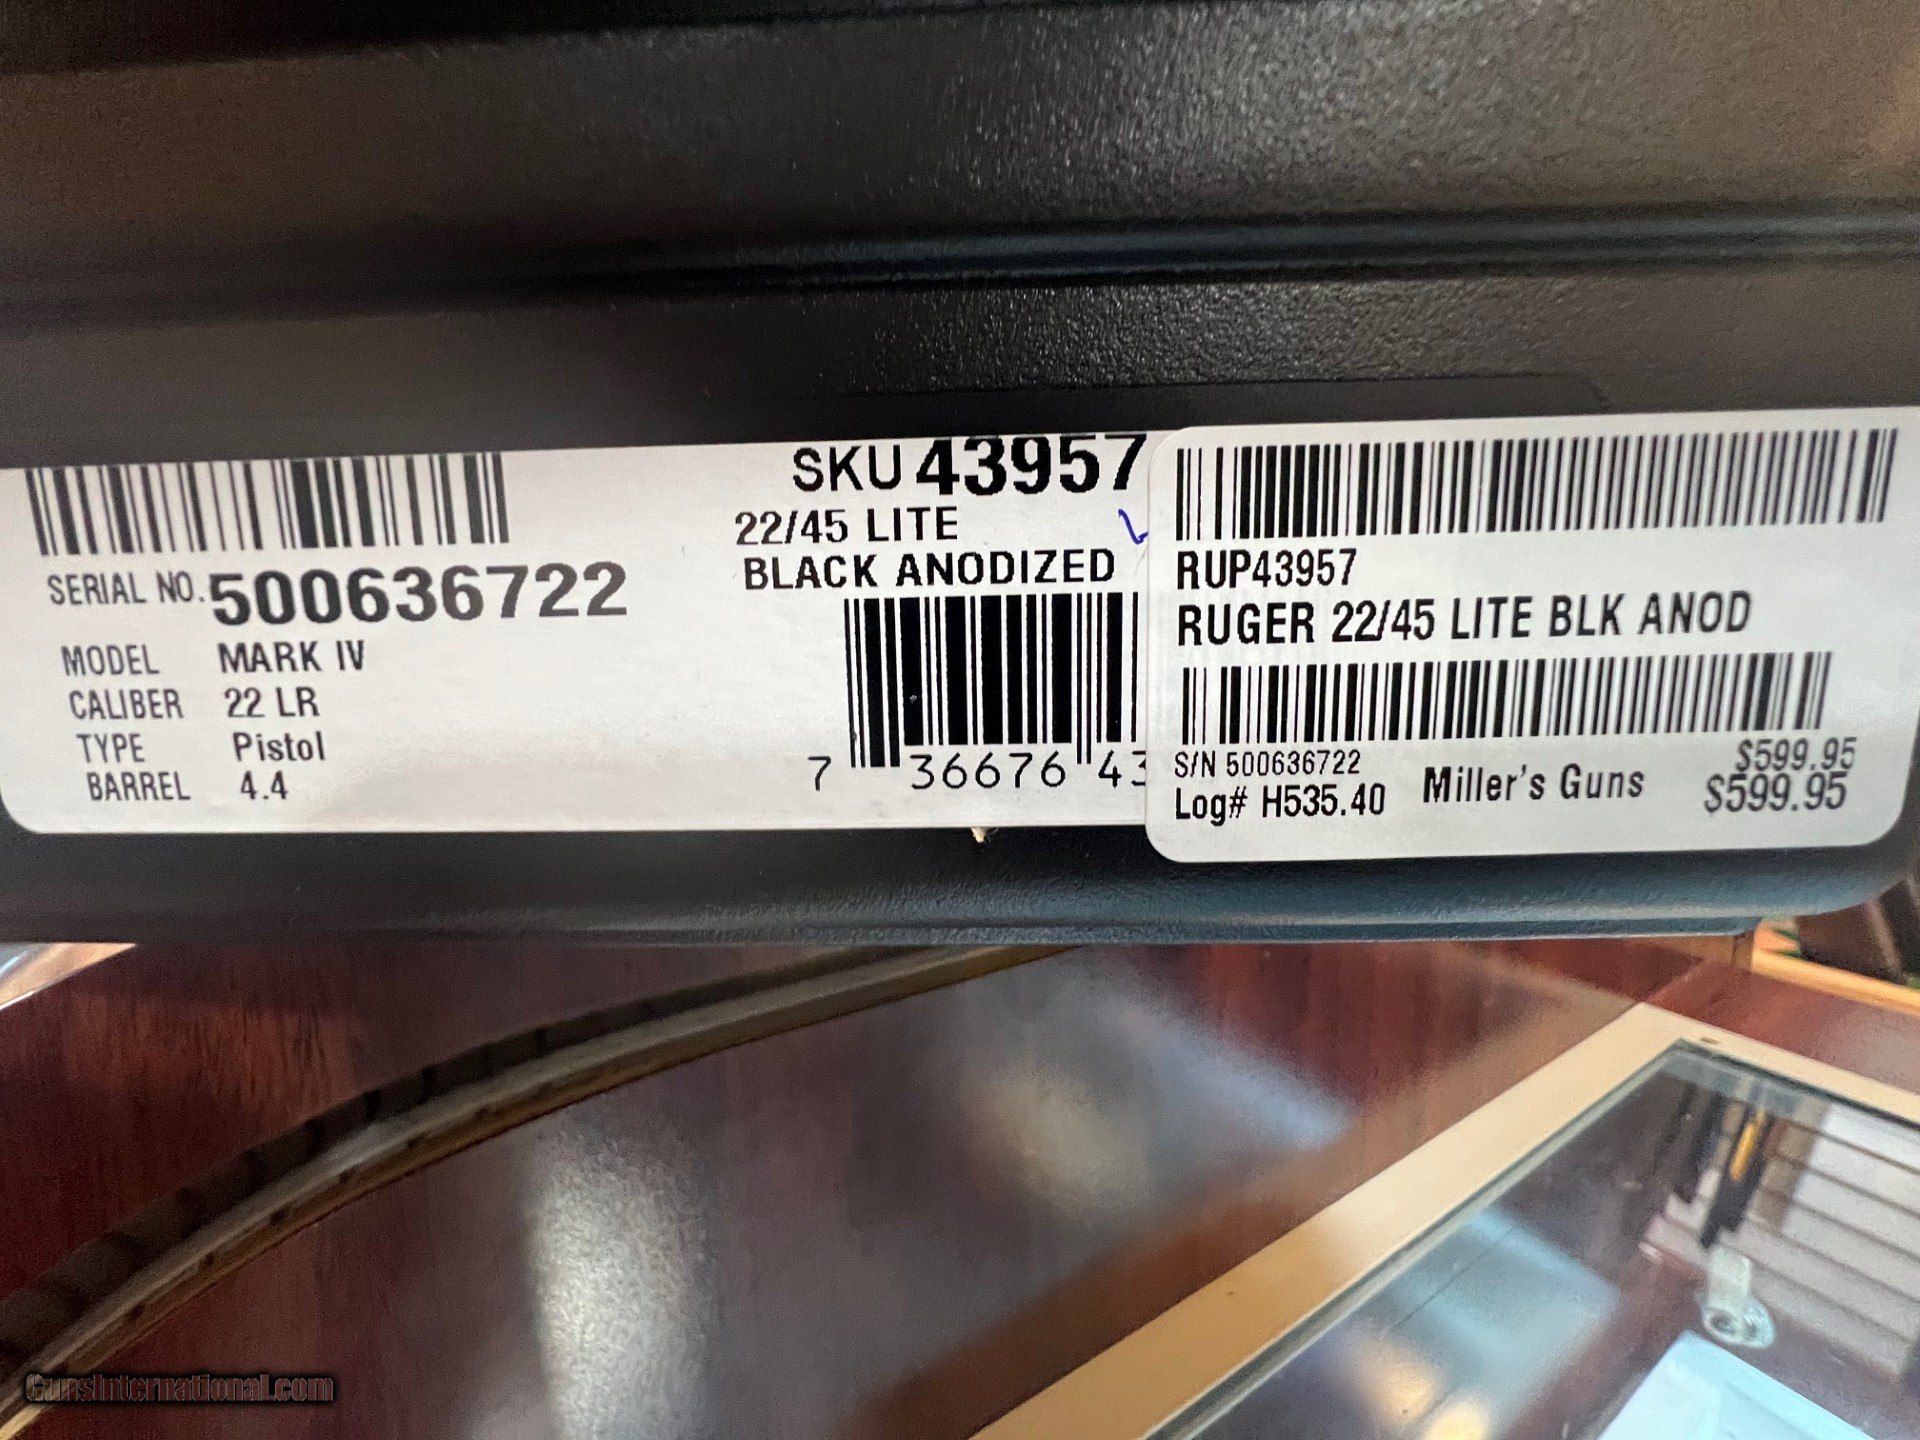 SERIAL NO. 500636722
MODEL MARK IV
CALIBER 22 LR
TYPE Pistol
BARREL 4.4
SKU 43957
22/45 LITE
BLACK ANODIZED
7 36676 43
RUP43957
RUGER 22/45 LITE BLK ANOD
S/N 500636722
Log# H535.40
Miller's Guns
$599.95
$599.95
GunsInternational.com